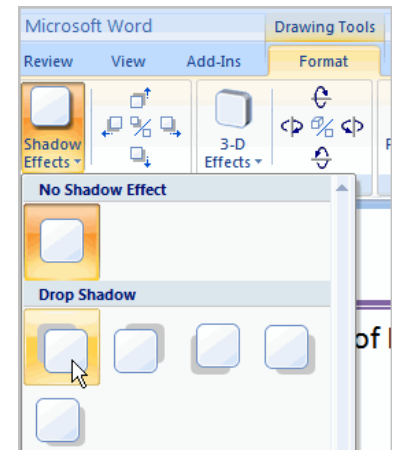 Microsoft Word Drawing Tools
Review View Add-Ins Format
Shadow Effects
3-D Effects
No Shadow Effect
Drop Shadow
of